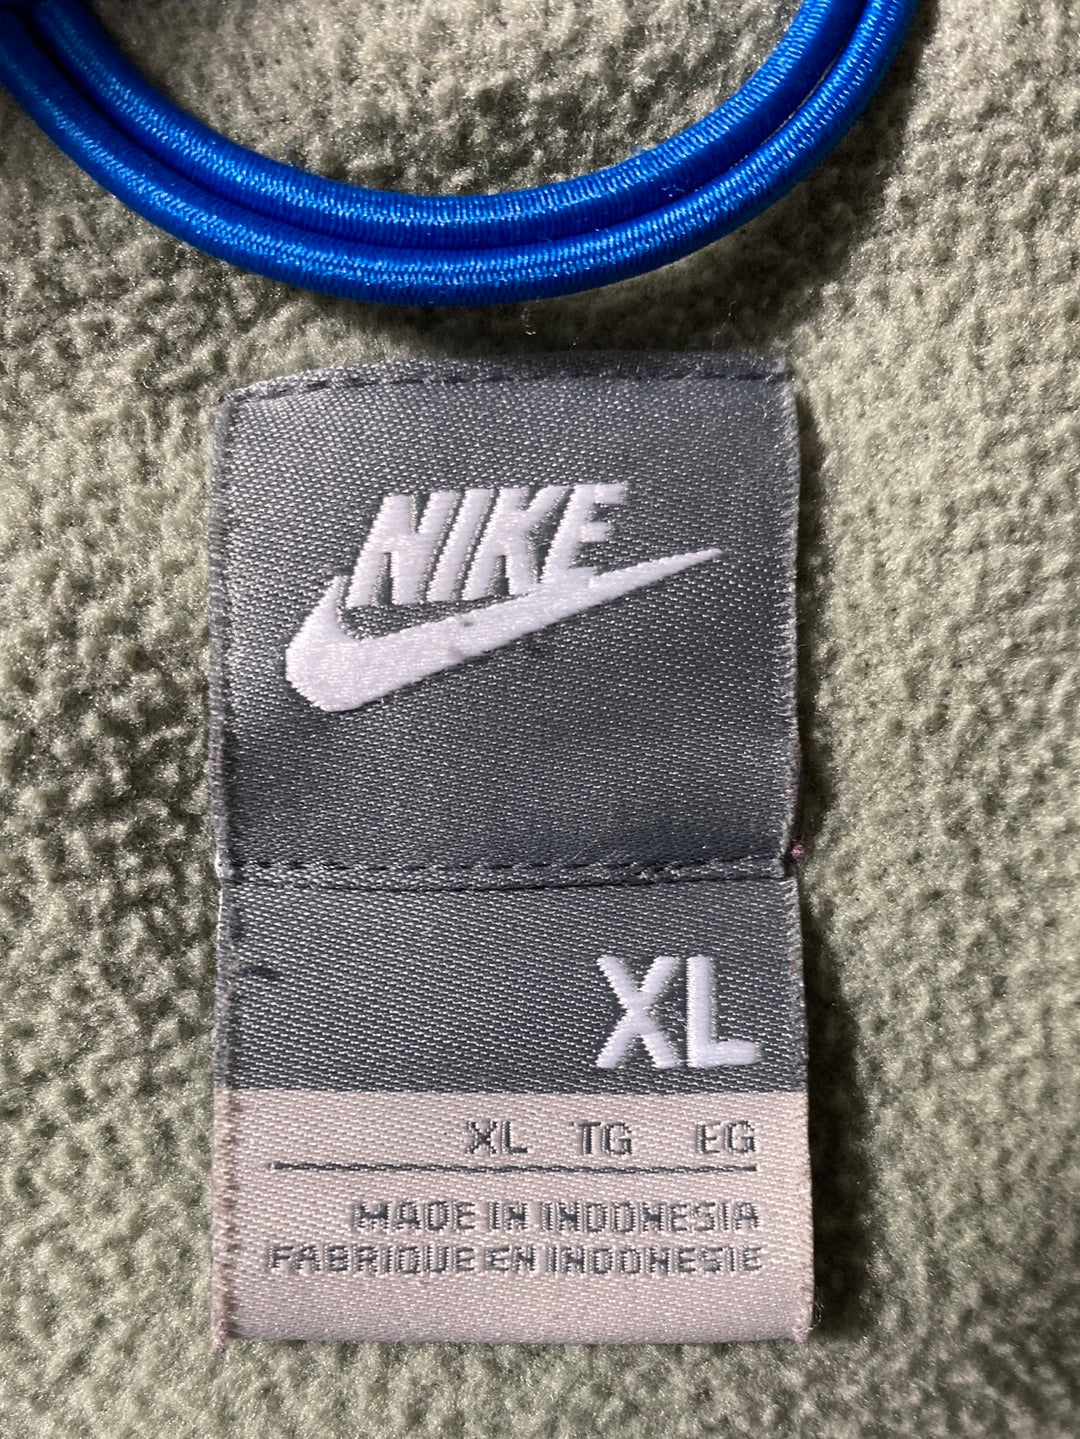 NIKE
XL
XL TG EG
MADE IN INDONESIA
FABRIQUE EN INDONESIE